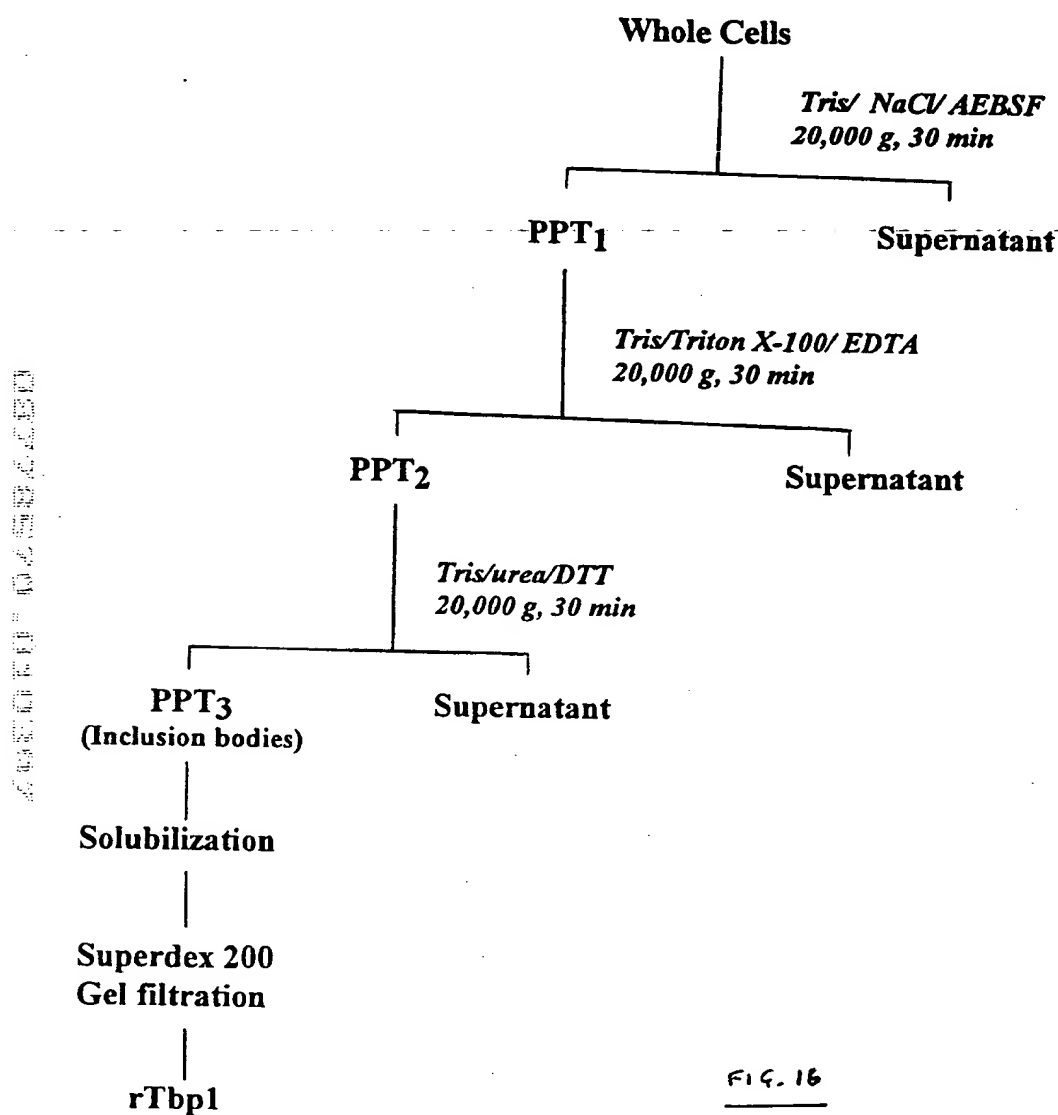 Whole Cells
Tris/ NaCl/ AEBSF
20,000 g, 30 min
PPT1
Supernatant
Tris/Triton X-100/ EDTA
20,000 g, 30 min
PPT2
Supernatant
Tris/urea/DTT
20,000 g, 30 min
PPT3
(Inclusion bodies)
Supernatant
Solubilization
Superdex 200
Gel filtration
rTbp1
FIG. 16